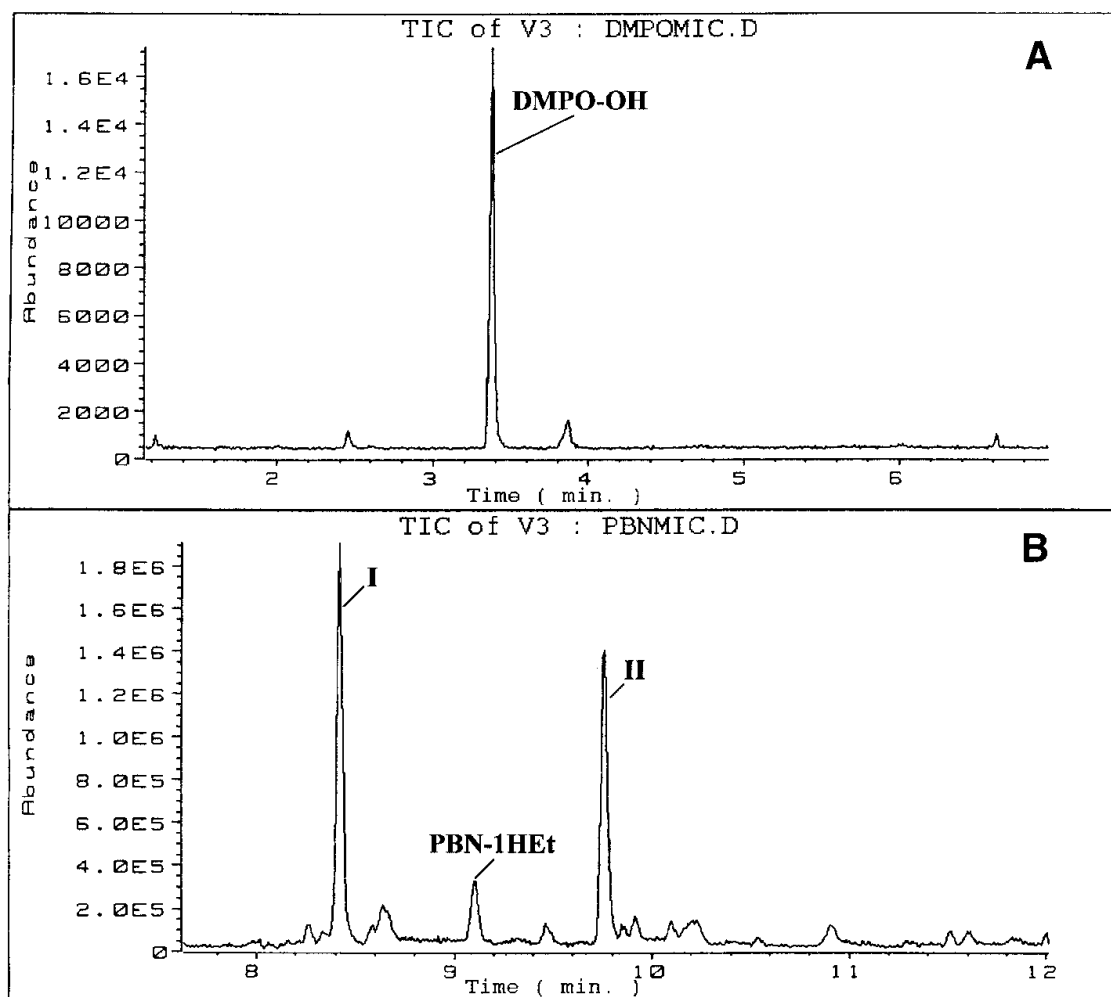 TIC of V3 : DMPOMIC.D
A
DMPO-OH
Abundance
1.6E4
1.4E4
1.2E4
10000
8000
6000
4000
2000
0
2 3 4 5 6
Time ( min. )
TIC of V3 : PBNMIC.D
B
I
II
PBN-1HEt
Abundance
1.8E6
1.6E6
1.4E6
1.2E6
1.0E6
8.0E5
6.0E5
4.0E5
2.0E5
0
8 9 10 11 12
Time ( min. )